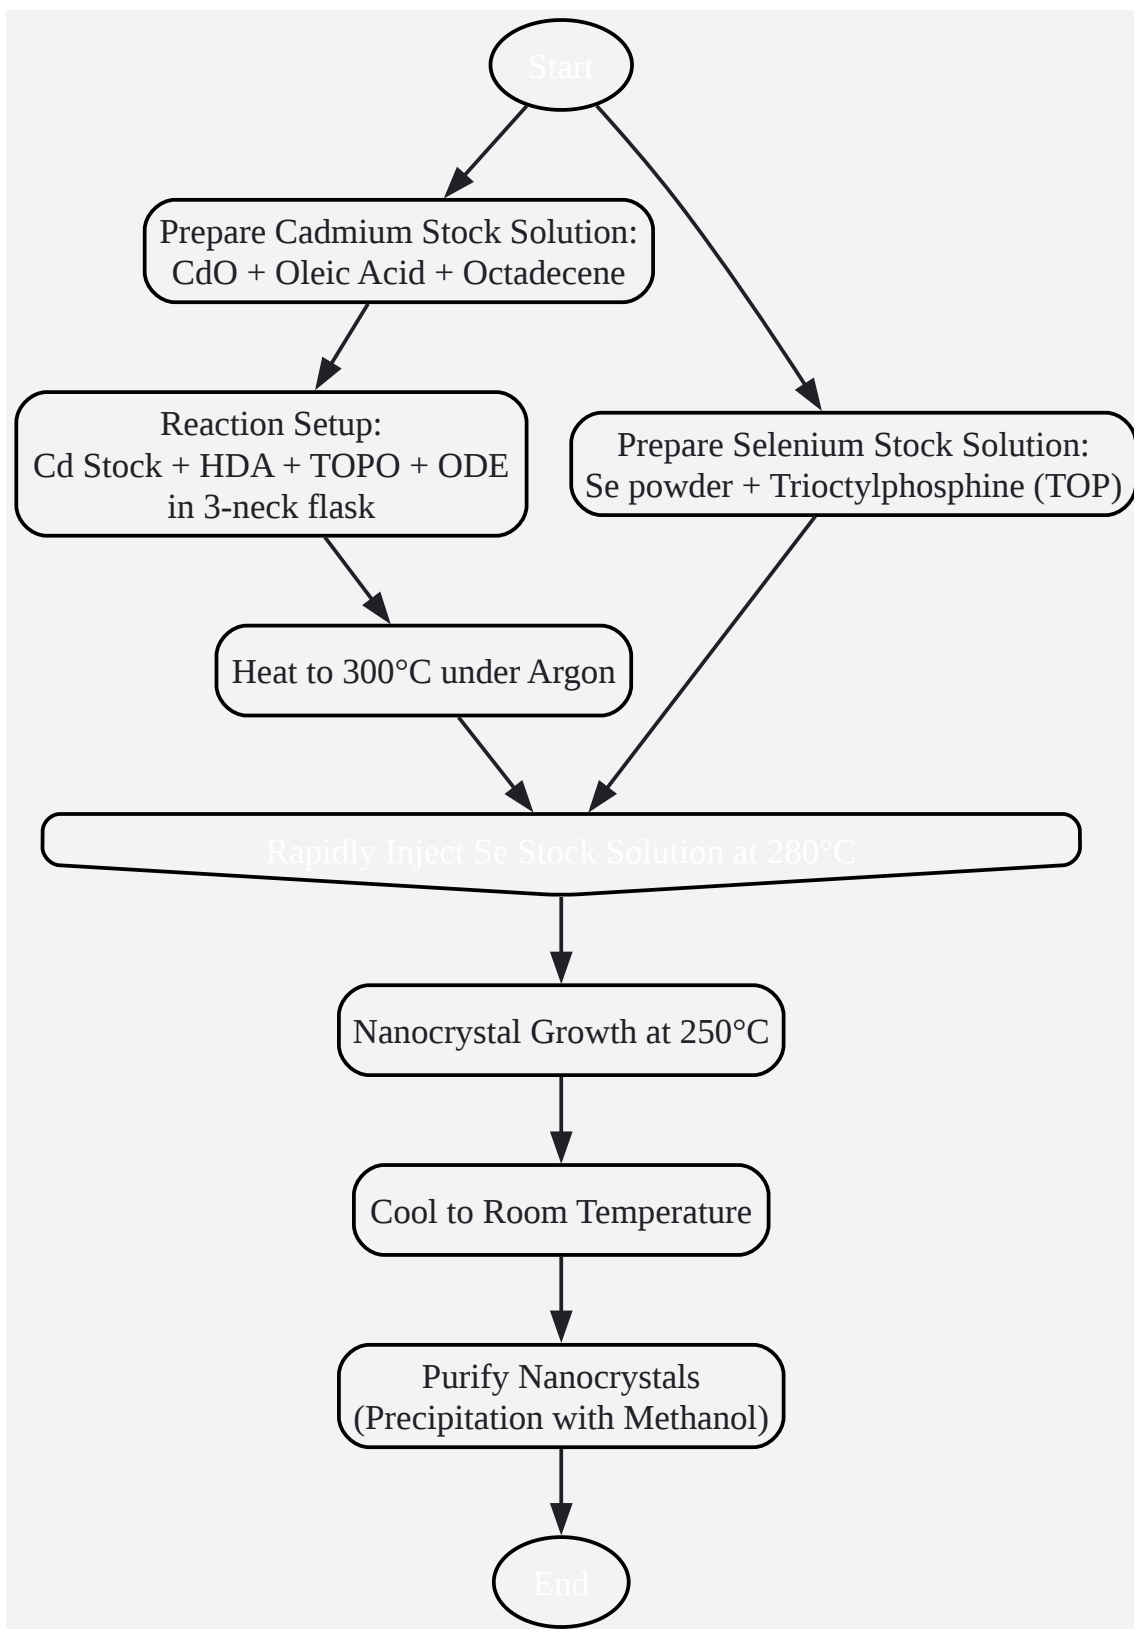 Start
Prepare Cadmium Stock Solution:
CdO + Oleic Acid + Octadecene
Reaction Setup:
Cd Stock + HDA + TOPO + ODE
in 3-neck flask
Prepare Selenium Stock Solution:
Se powder + Trioctylphosphine (TOP)
Heat to 300°C under Argon
Rapidly Inject Se Stock Solution at 280°C
Nanocrystal Growth at 250°C
Cool to Room Temperature
Purify Nanocrystals
(Precipitation with Methanol)
End